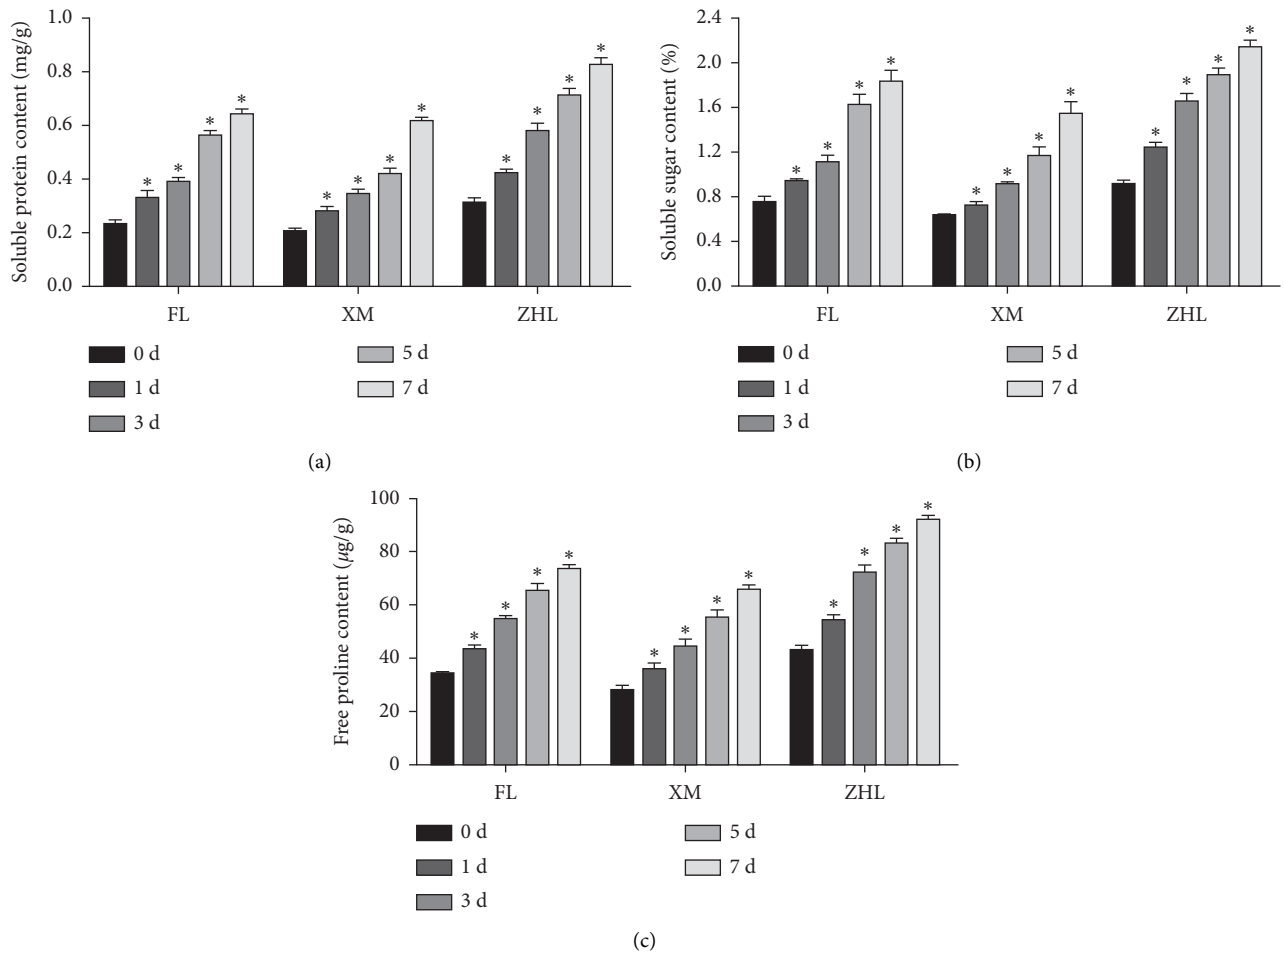 Soluble protein content (mg/g)
1.0
0.8
0.6
0.4
0.2
0.0
* * * *
* * * *
* * * *
FL XM ZHL
0 d 5 d
1 d 7 d
3 d
(a)
Soluble sugar content (%)
2.4
2.0
1.6
1.2
0.8
0.4
0.0
* * * *
* * * *
* * * *
FL XM ZHL
0 d 5 d
1 d 7 d
3 d
(b)
Free proline content (µg/g)
100
80
60
40
20
0
* * * *
* * * *
* * * *
FL XM ZHL
0 d 5 d
1 d 7 d
3 d
(c)